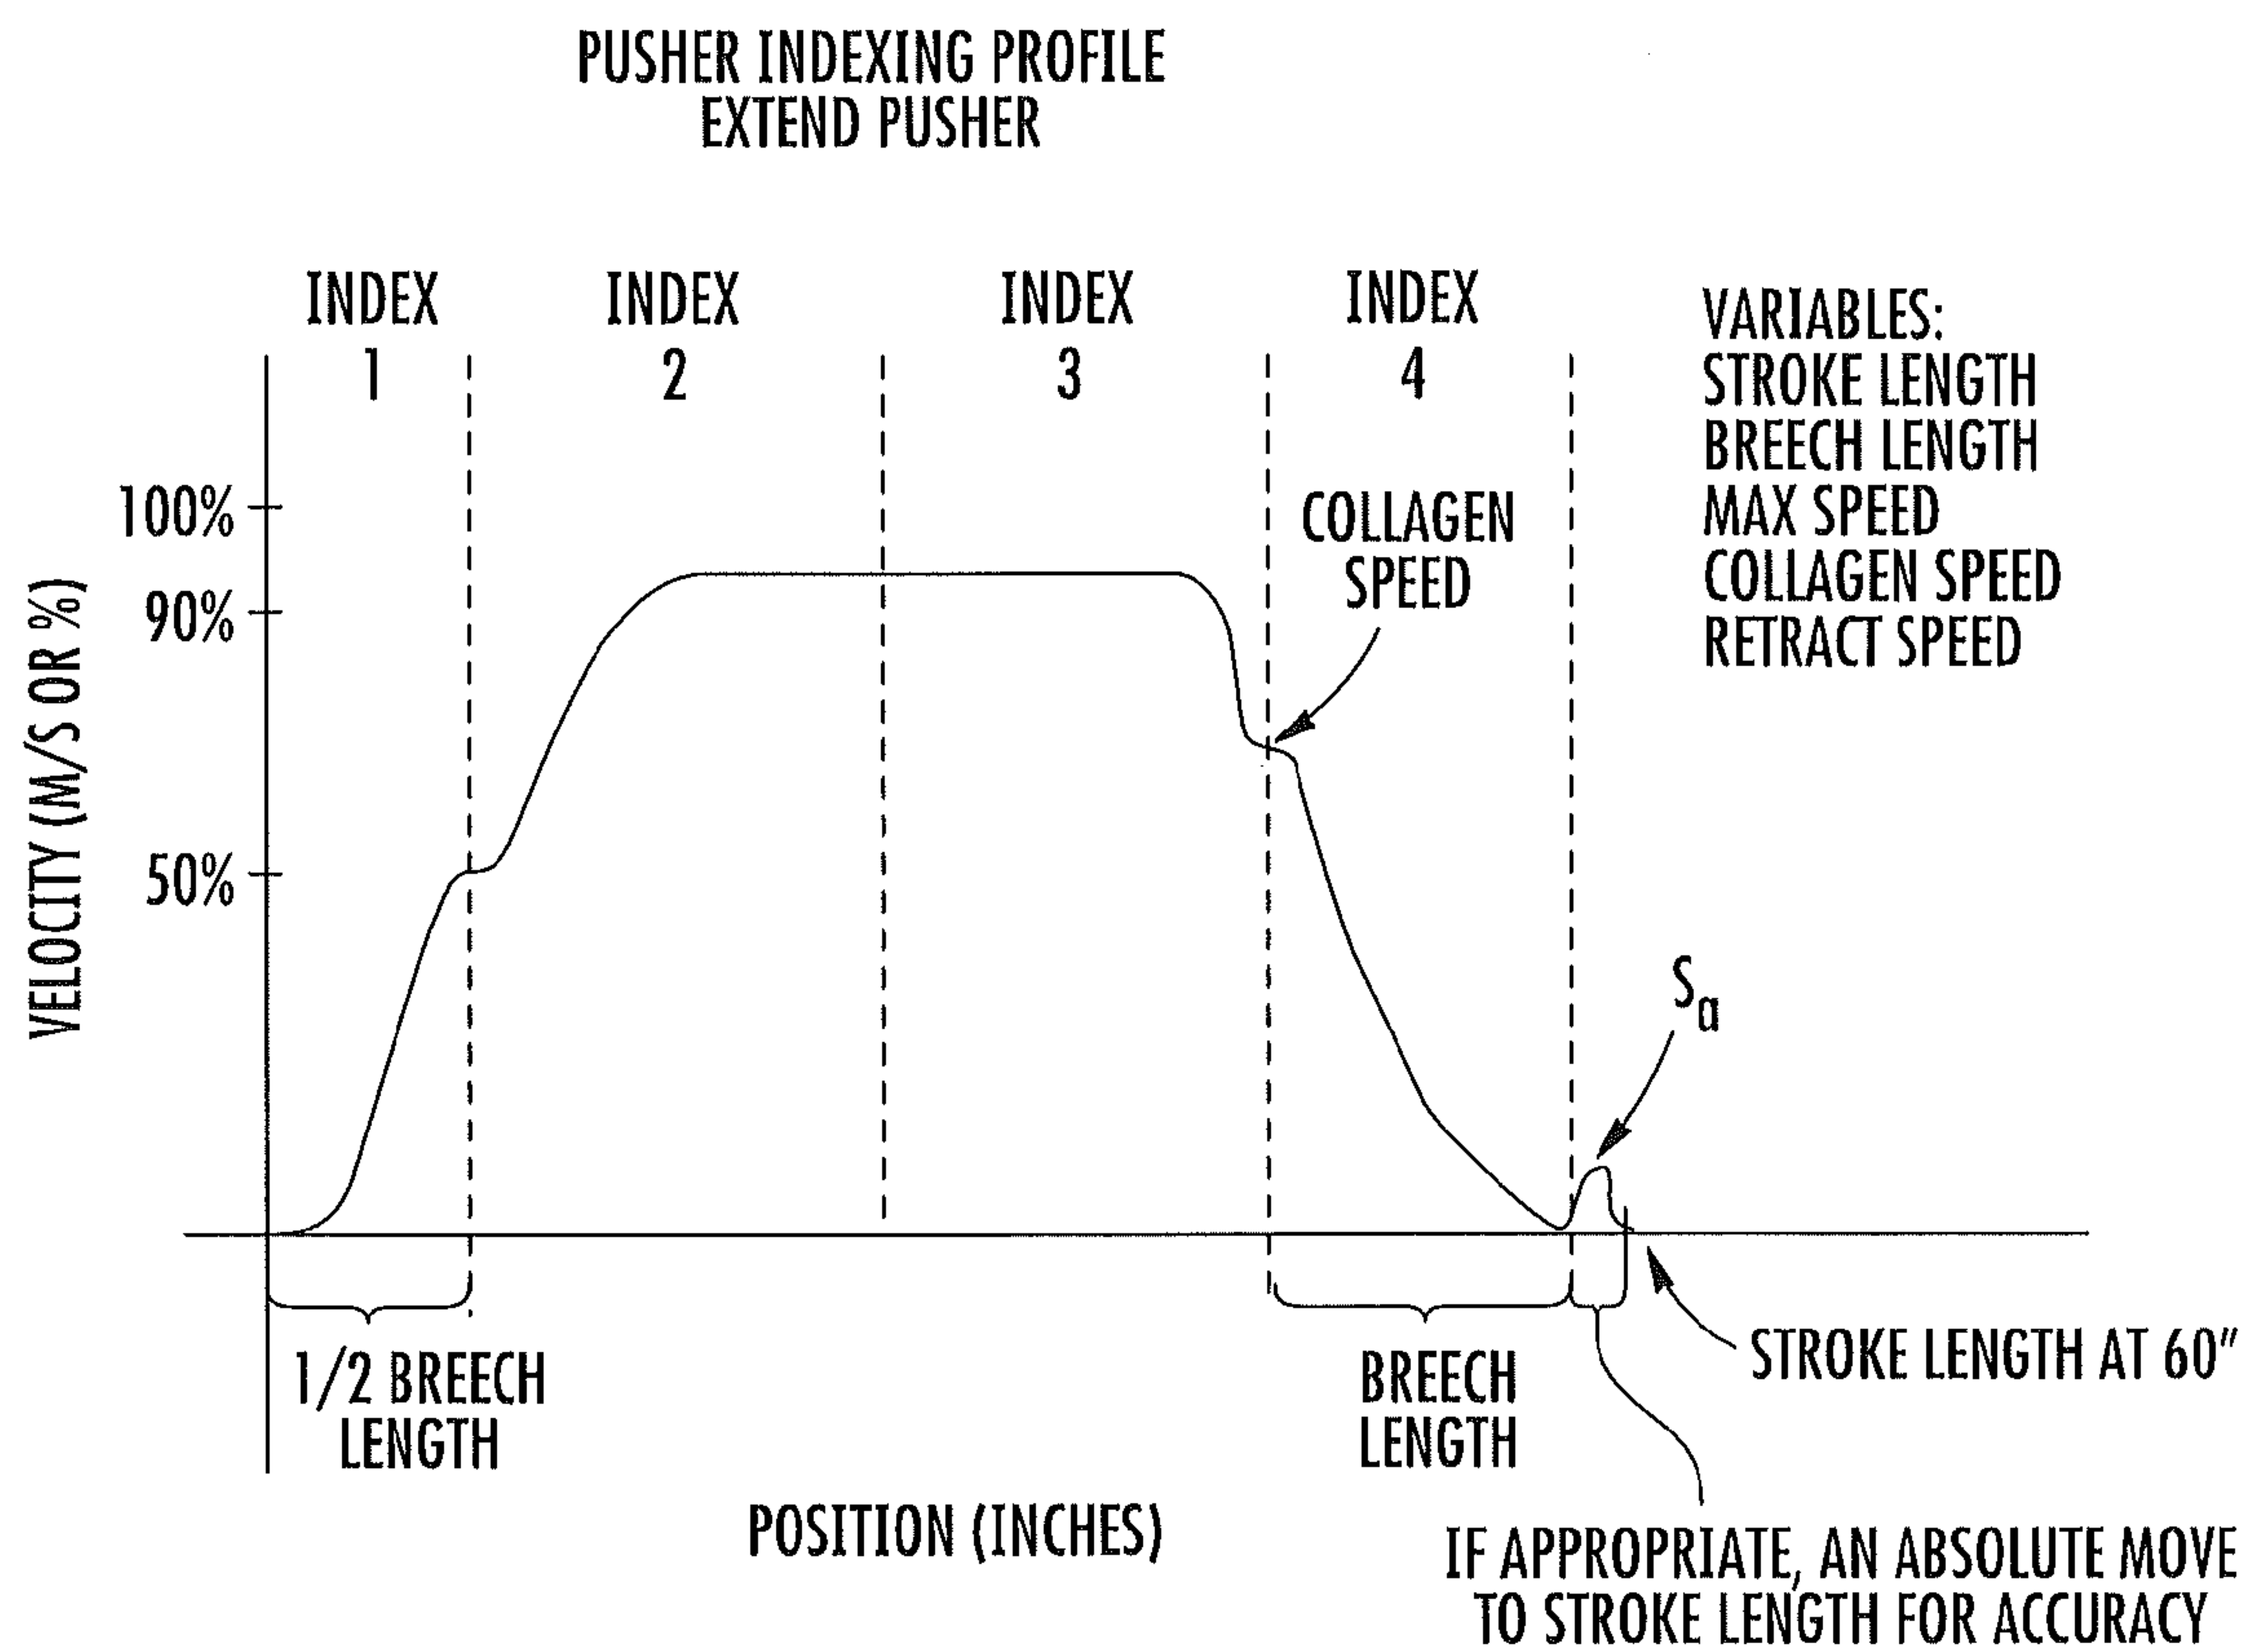 PUSHER INDEXING PROFILE
EXTEND PUSHER
INDEX
1
INDEX
2
INDEX
3
INDEX
4
VARIABLES:
STROKE LENGTH
BREECH LENGTH
MAX SPEED
COLLAGEN SPEED
RETRACT SPEED
VELOCITY (M/S OR %)
100%
90%
50%
COLLAGEN
SPEED
Sa
1/2 BREECH
LENGTH
BREECH
LENGTH
STROKE LENGTH AT 60"
POSITION (INCHES)
IF APPROPRIATE, AN ABSOLUTE MOVE
TO STROKE LENGTH FOR ACCURACY